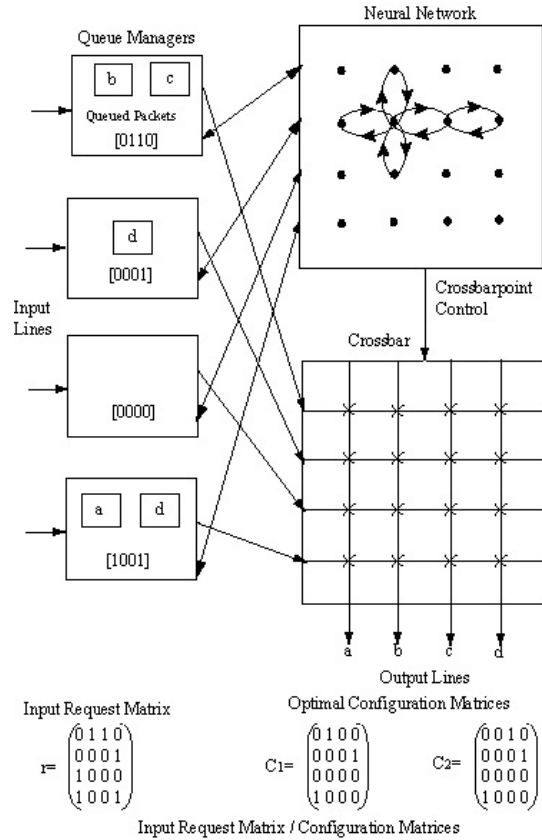 Neural Network
Queue Managers
b c
Queued Packets
[0110]
d
[0001]
Input
Lines
Crossbarpoint
Control
Crossbar
[0000]
a d
[1001]
a b c d
Output Lines
Input Request Matrix
Optimal Configuration Matrices
r= (0 1 1 0
0 0 0 1
1 0 0 0
1 0 0 1)
C1= (0 1 0 0
0 0 0 1
0 0 0 0
1 0 0 0)
C2= (0 0 1 0
0 0 0 1
0 0 0 0
1 0 0 0)
Input Request Matrix / Configuration Matrices